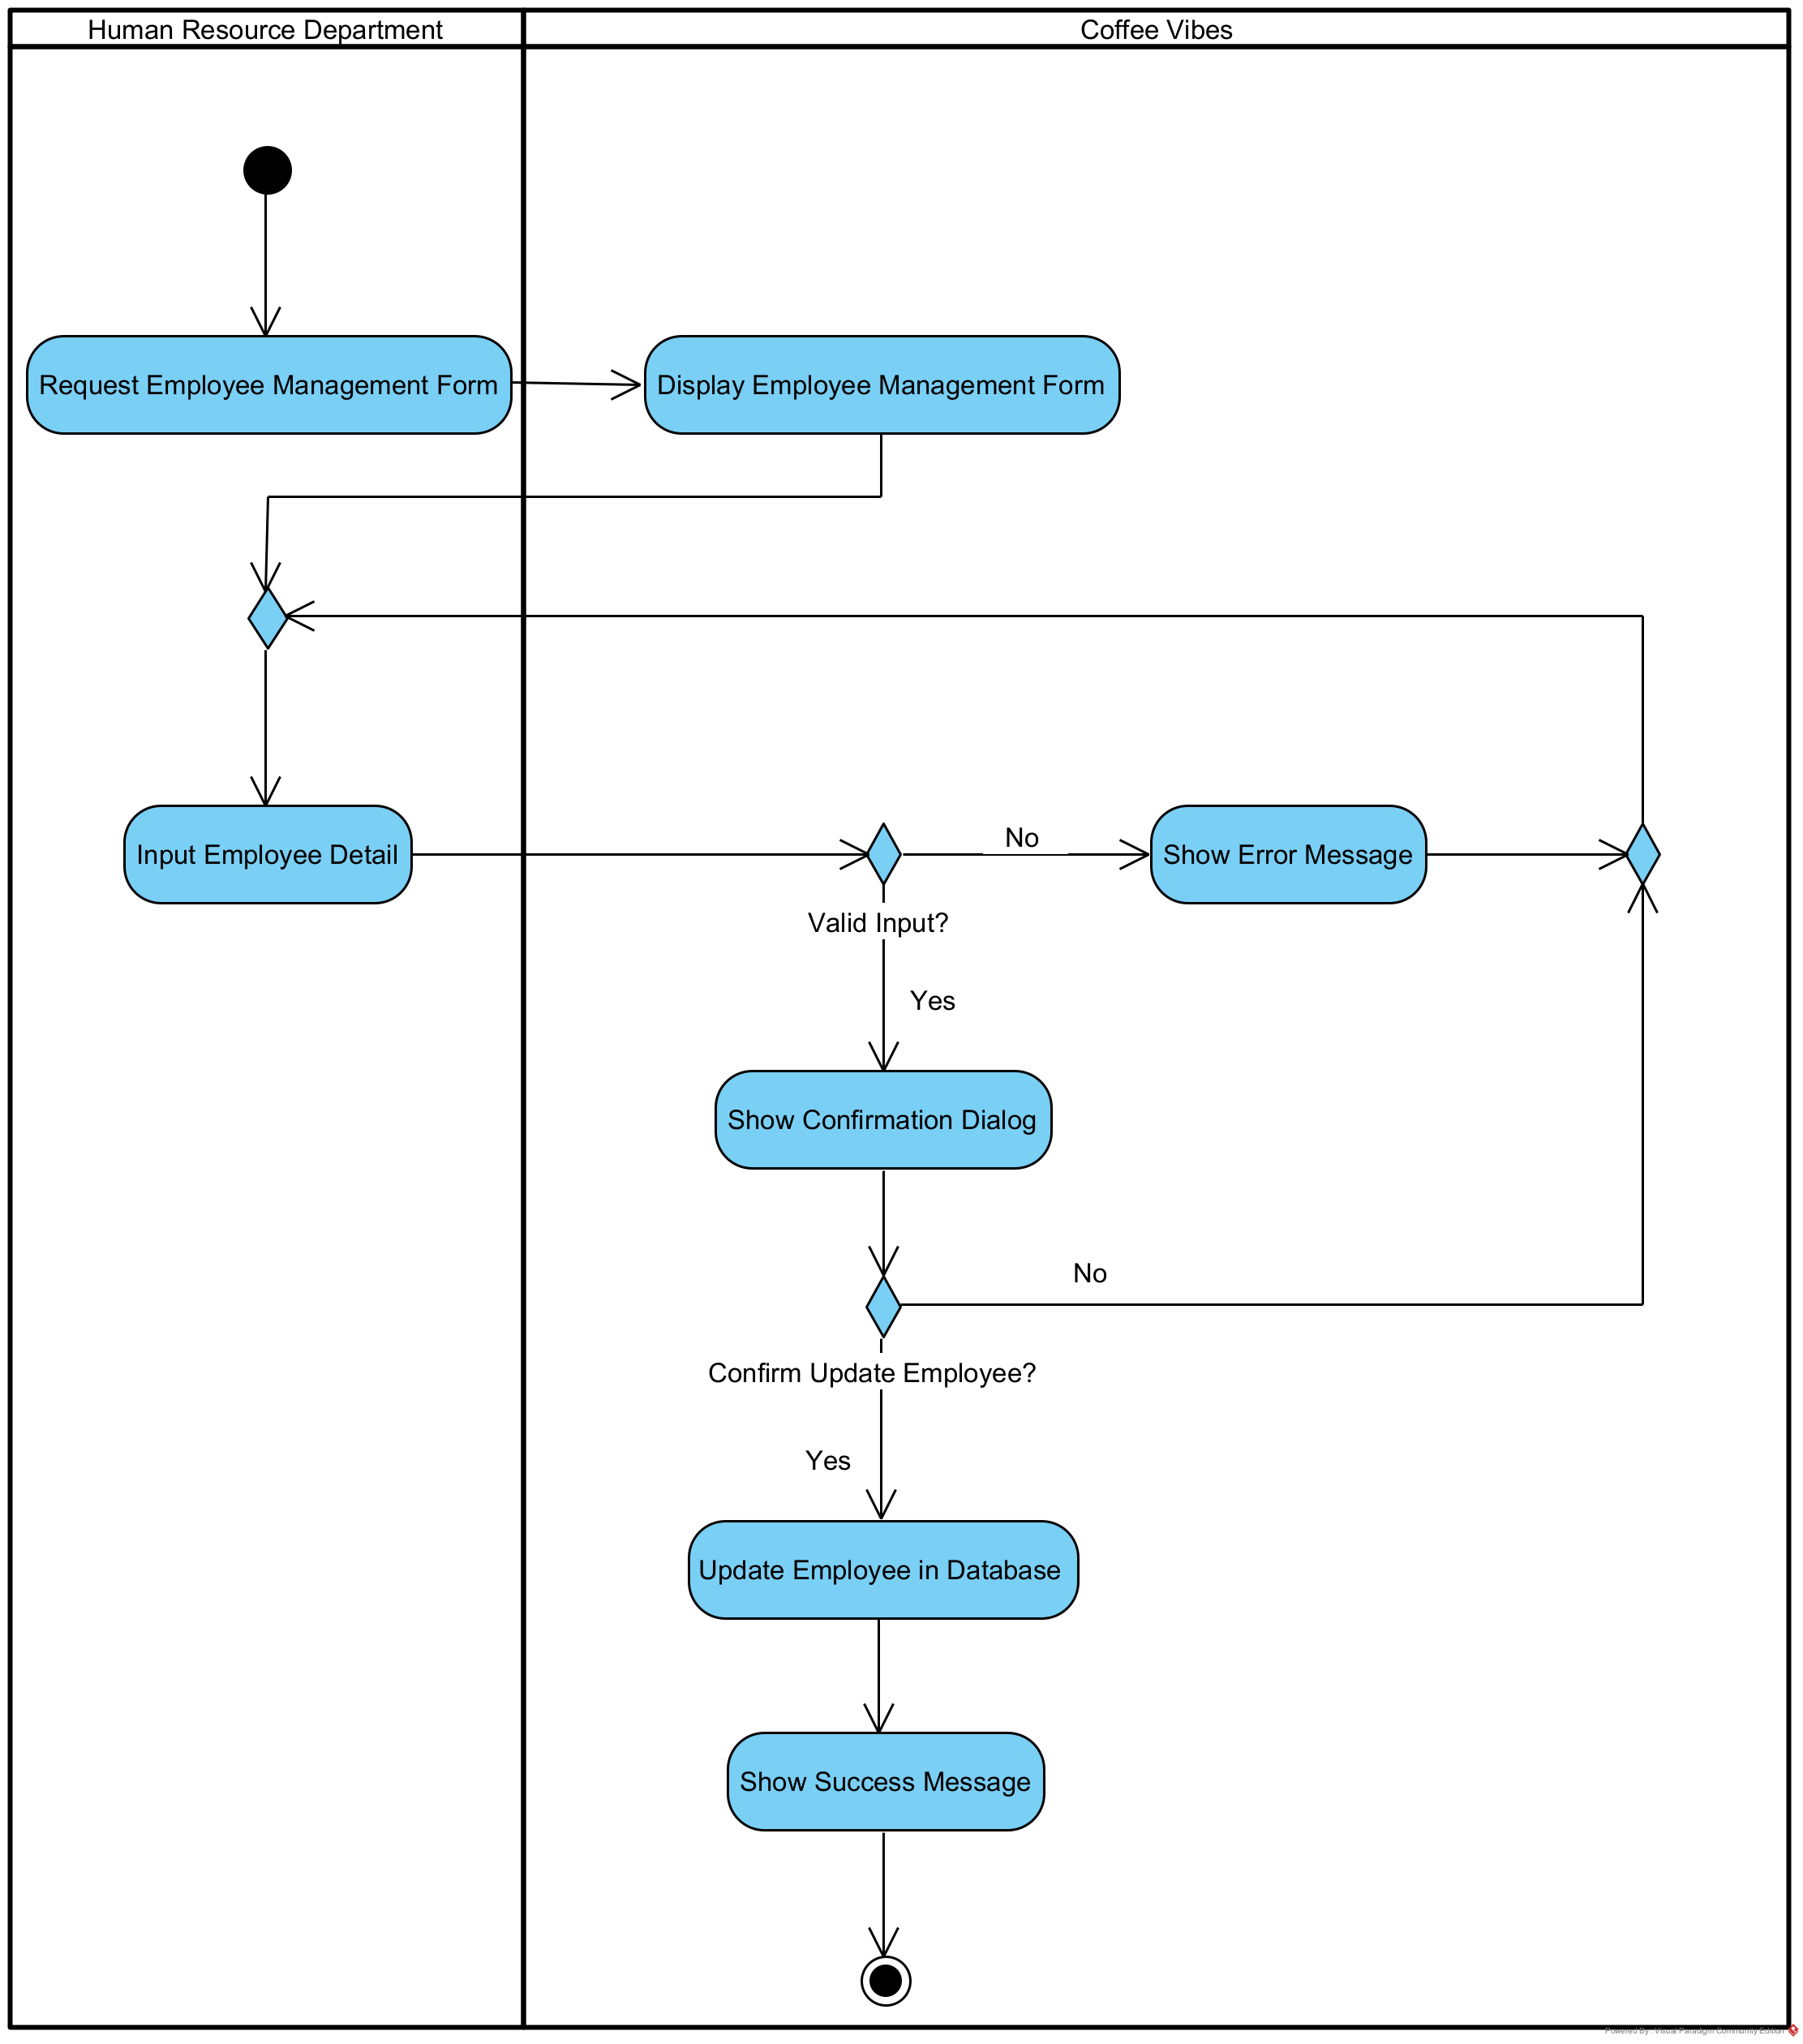 Human Resource Department
Coffee Vibes
Request Employee Management Form
Display Employee Management Form
Input Employee Detail
No
Show Error Message
Valid Input?
Yes
Show Confirmation Dialog
No
Confirm Update Employee?
Yes
Update Employee in Database
Show Success Message
Powered By Visual Paradigm Community Edition